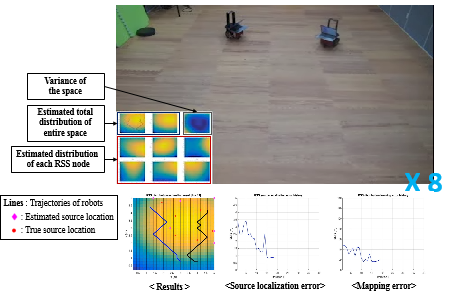 Variance of
the space
Estimated total
distribution of
entire space
Estimated distribution
of each RSS node
X 8
Lines : Trajectories of robots
: Estimated source location
: True source location
< Results >
<Source localization error>
<Mapping error>